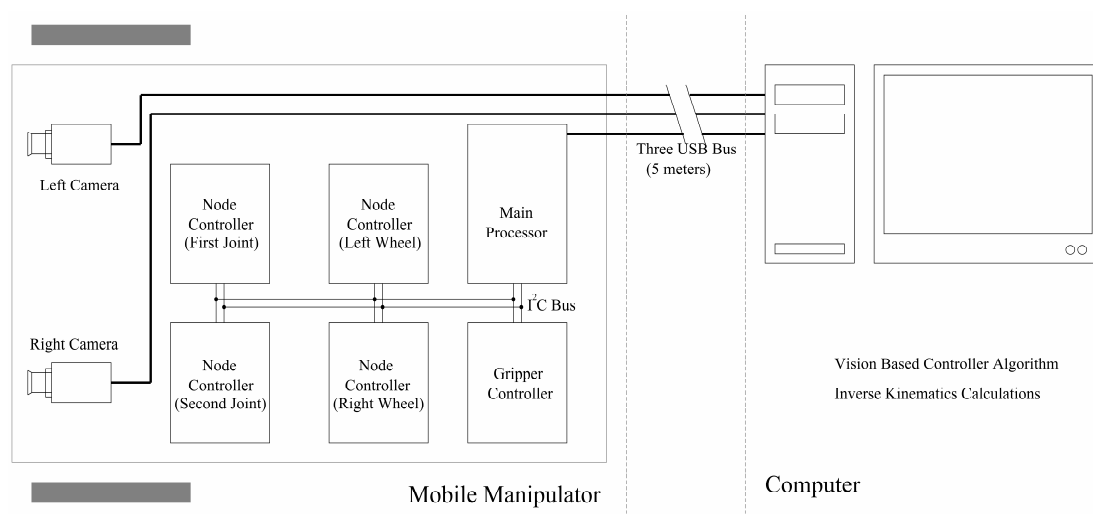 Three USB Bus
(5 meters)
Left Camera
Node
Controller
(First Joint)
Node
Controller
(Left Wheel)
Main
Processor
I²C Bus
Right Camera
Node
Controller
(Second Joint)
Node
Controller
(Right Wheel)
Gripper
Controller
Vision Based Controller Algorithm
Inverse Kinematics Calculations
Mobile Manipulator
Computer